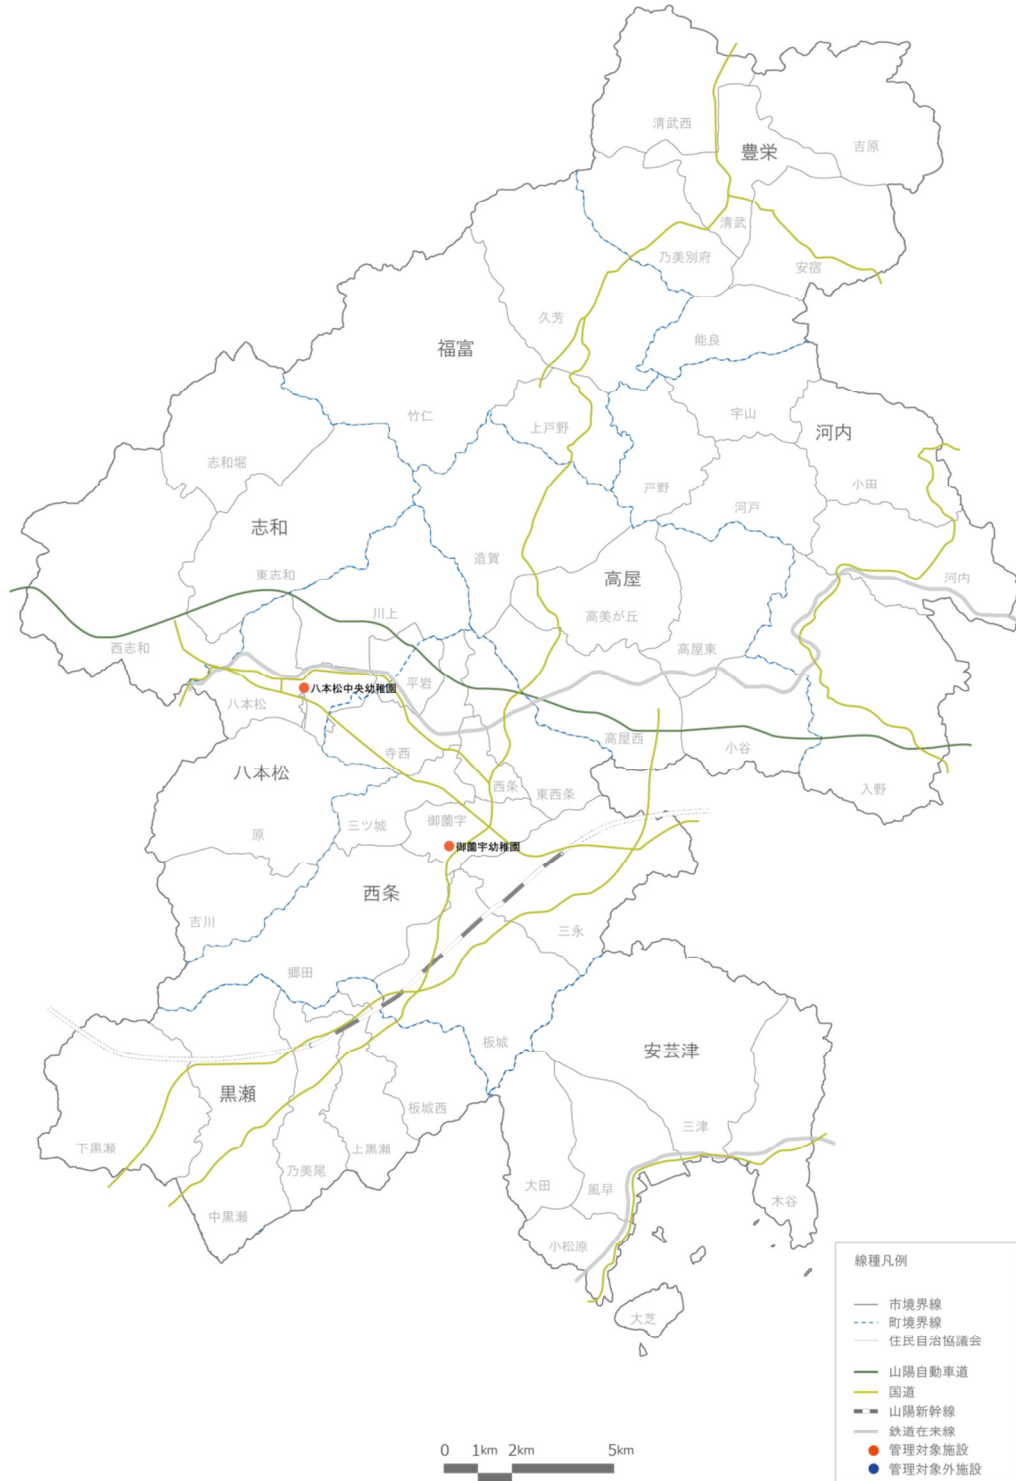 清武西
豊栄
吉原
清武
乃美別府
安宿
久芳
能良
福富
竹仁
上戸野
宇山
河内
志和堀
戸野
小田
河戸
志和
造賀
東志和
高屋
河内
川上
高美が丘
西志和
高屋東
平岩
八本松中央幼稚園
八本松
高屋西
小谷
寺西
八本松
西条
東西条
入野
御薗宇
三ツ城
原
御薗宇幼稚園
西条
吉川
三永
郷田
板城
安芸津
黒瀬
板城西
三津
下黒瀬
上黒瀬
乃美尾
大田
風早
木谷
中黒瀬
小松原
大芝
線種凡例
市境界線
町境界線
住民自治協議会
山陽自動車道
国道
山陽新幹線
鉄道在来線
管理対象施設
管理対象外施設
0 1km 2km 5km